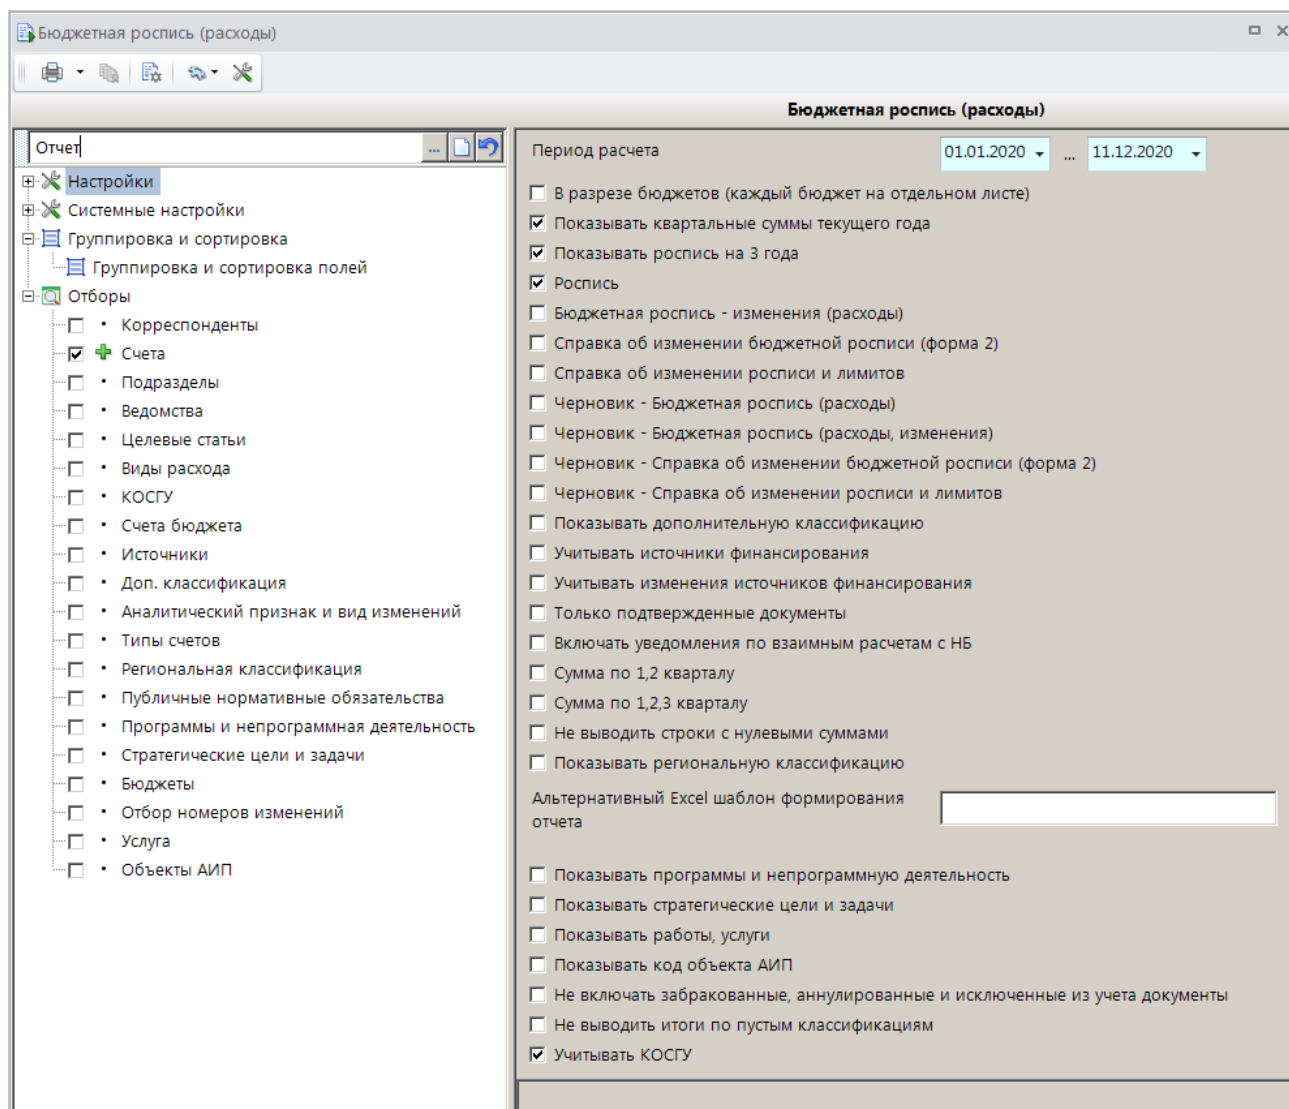 Бюджетная роспись (расходы)
Бюджетная роспись (расходы)
Отчет
...
Настройки
Системные настройки
Группировка и сортировка
Группировка и сортировка полей
Отборы
Корреспонденты
Счета
Подразделы
Ведомства
Целевые статьи
Виды расхода
КОСГУ
Счета бюджета
Источники
Доп. классификация
Аналитический признак и вид изменений
Типы счетов
Региональная классификация
Публичные нормативные обязательства
Программы и непрограммная деятельность
Стратегические цели и задачи
Бюджеты
Отбор номеров изменений
Услуга
Объекты АИП
Период расчета 01.01.2020 ... 11.12.2020
В разрезе бюджетов (каждый бюджет на отдельном листе)
Показывать квартальные суммы текущего года
Показывать роспись на 3 года
Роспись
Бюджетная роспись - изменения (расходы)
Справка об изменении бюджетной росписи (форма 2)
Справка об изменении росписи и лимитов
Черновик - Бюджетная роспись (расходы)
Черновик - Бюджетная роспись (расходы, изменения)
Черновик - Справка об изменении бюджетной росписи (форма 2)
Черновик - Справка об изменении росписи и лимитов
Показывать дополнительную классификацию
Учитывать источники финансирования
Учитывать изменения источников финансирования
Только подтвержденные документы
Включать уведомления по взаимным расчетам с НБ
Сумма по 1,2 кварталу
Сумма по 1,2,3 кварталу
Не выводить строки с нулевыми суммами
Показывать региональную классификацию
Альтернативный Excel шаблон формирования
отчета
Показывать программы и непрограммную деятельность
Показывать стратегические цели и задачи
Показывать работы, услуги
Показывать код объекта АИП
Не включать забракованные, аннулированные и исключенные из учета документы
Не выводить итоги по пустым классификациям
Учитывать КОСГУ